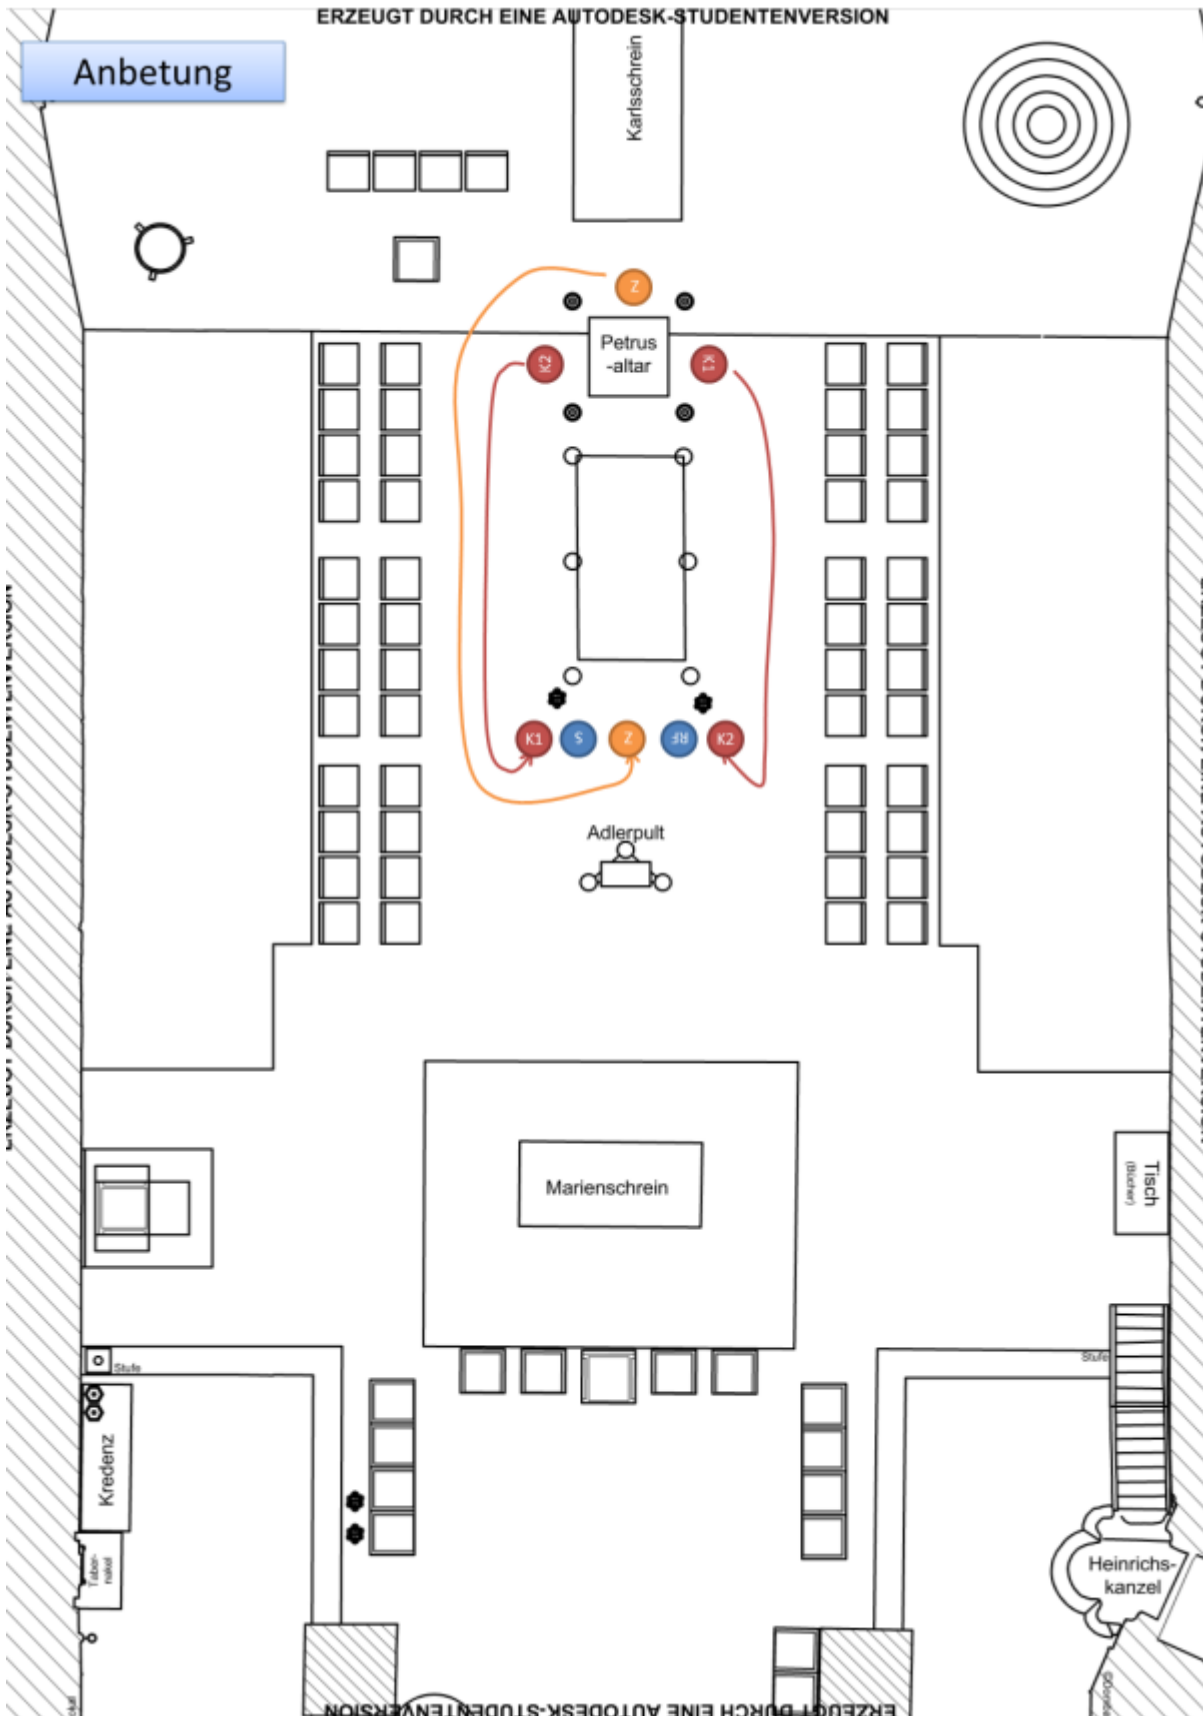 ERZEUGT DURCH EINE AUTODESK-STUDENTENVERSION
Anbetung
Karlsschrein
Z
Petrus
-altar
K2
K1
K1
S
Z
RF
K2
Adlerpult
Marienschrein
Tisch
(Bücher)
Stufe
Stufe
Kredenz
Taber-
nakel
Heinrichs-
kanzel
ERZEUGT DURCH EINE AUTODESK-STUDENTENVERSION